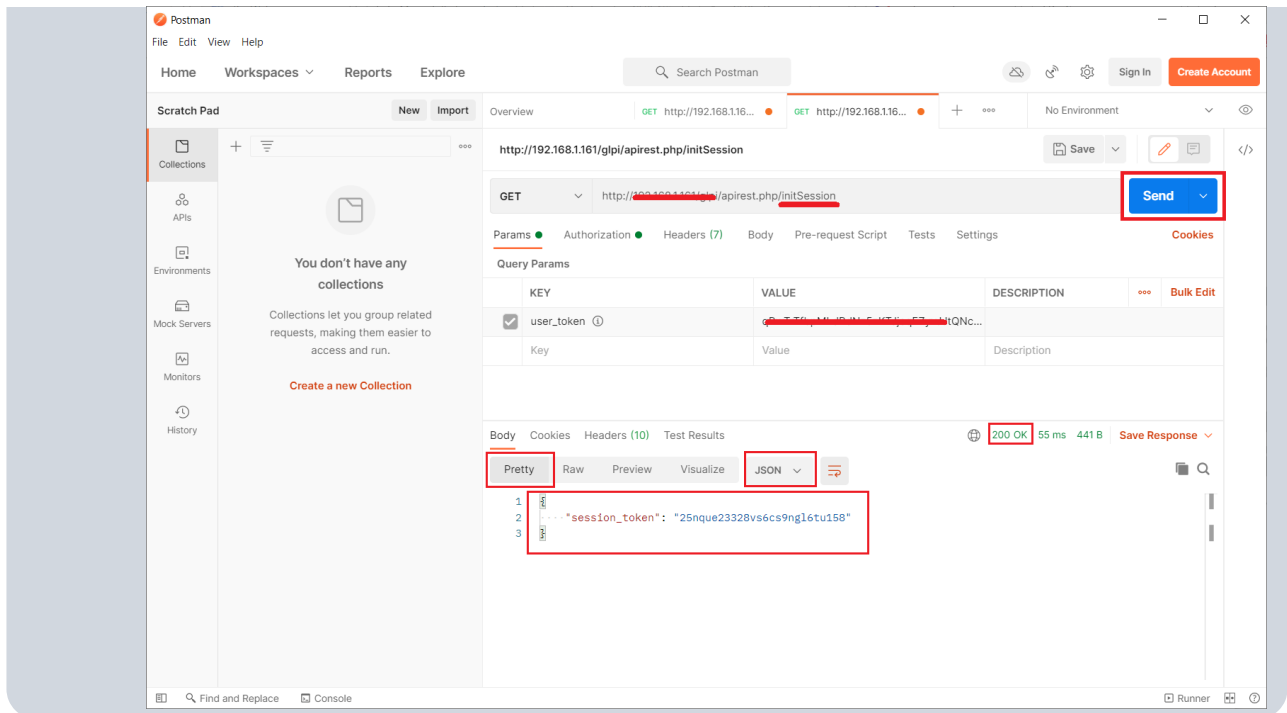 Postman
File Edit View Help
Home Workspaces Reports Explore Search Postman Sign In Create Account
Scratch Pad New Import Overview GET http://192.168.1.16... GET http://192.168.1.16... No Environment
Collections
http://192.168.1.161/glpi/apirest.php/initSession Save
APIs
GET http:///apirest.php/initSession Send
Params Authorization Headers (7) Body Pre-request Script Tests Settings Cookies
Environments
You don't have any
collections
Query Params
KEY VALUE DESCRIPTION Bulk Edit
Mock Servers
Collections let you group related
requests, making them easier to
access and run.
user_token
Key Value Description
Monitors
Create a new Collection
History
Body Cookies Headers (10) Test Results 200 OK 55 ms 441 B Save Response
Pretty Raw Preview Visualize JSON
1 {
2 "session_token": "25nque23328vs6cs9ngl6tu158"
3 }
Find and Replace Console Runner